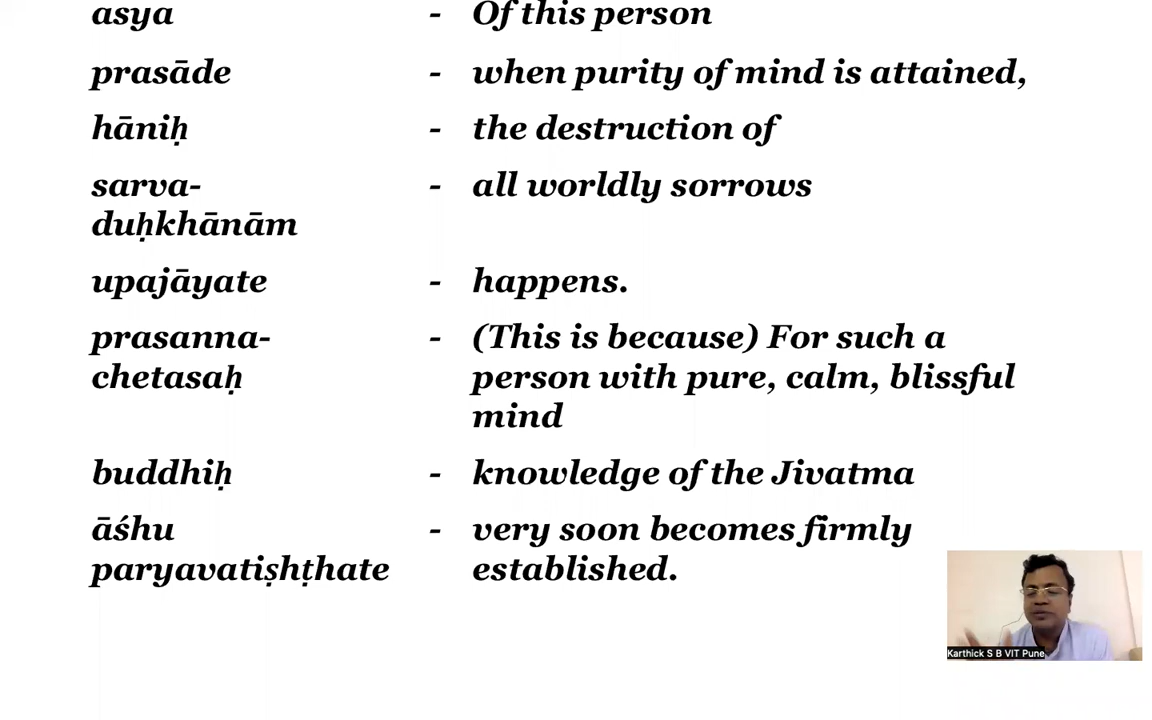 asya - Of this person
prasāde - when purity of mind is attained,
hāniḥ - the destruction of
sarva- - all worldly sorrows
duḥkhānām
upajāyate - happens.
prasanna- - (This is because) For such a
chetasaḥ person with pure, calm, blissful
mind
buddhiḥ - knowledge of the Jivatma
āśhu - very soon becomes firmly
paryavatiṣhṭhate established.
Karthick S B VIT Pune